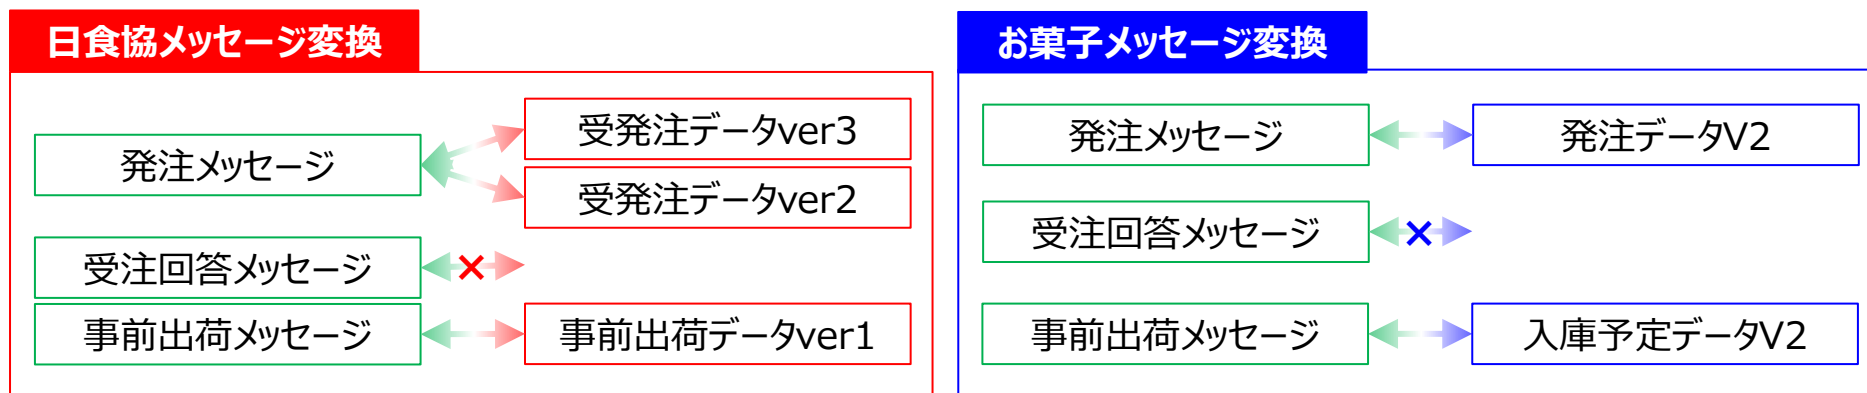 日食協メッセージ変換
発注メッセージ
受発注データver3
受発注データver2
受注回答メッセージ
×
事前出荷メッセージ
事前出荷データver1
お菓子メッセージ変換
発注メッセージ
発注データV2
受注回答メッセージ
×
事前出荷メッセージ
入庫予定データV2